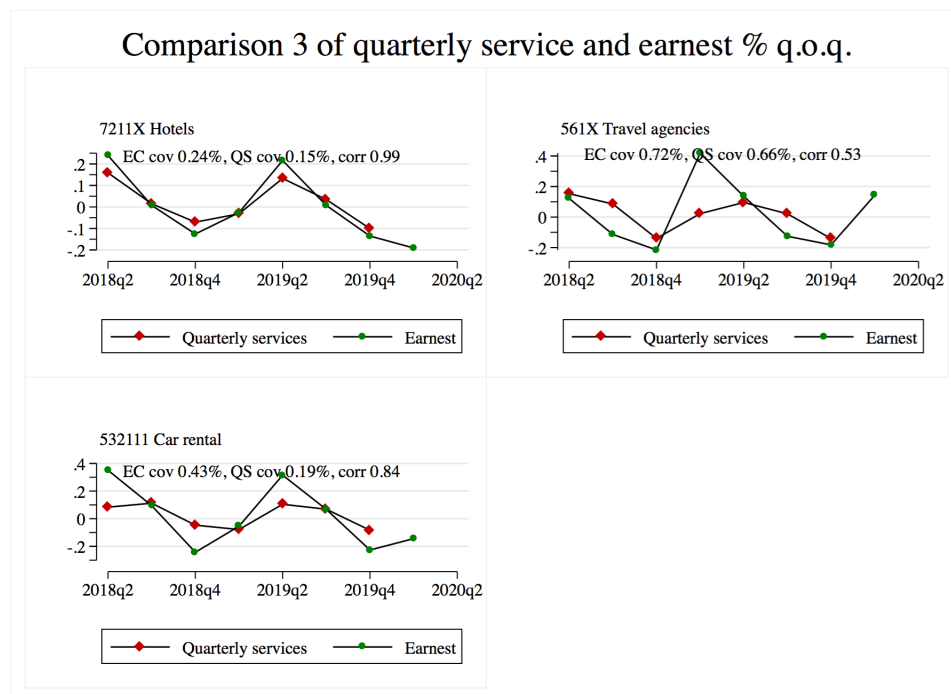 Comparison 3 of quarterly service and earnest % q.o.q.
7211X Hotels
EC cov 0.24%, QS cov 0.15%, corr 0.99
.2
.1
0
-.1
-.2
2018q2 2018q4 2019q2 2019q4 2020q2
Quarterly services Earnest
561X Travel agencies
EC cov 0.72%, QS cov 0.66%, corr 0.53
.4
.2
0
-.2
2018q2 2018q4 2019q2 2019q4 2020q2
Quarterly services Earnest
532111 Car rental
EC cov 0.43%, QS cov 0.19%, corr 0.84
.4
.2
0
-.2
2018q2 2018q4 2019q2 2019q4 2020q2
Quarterly services Earnest